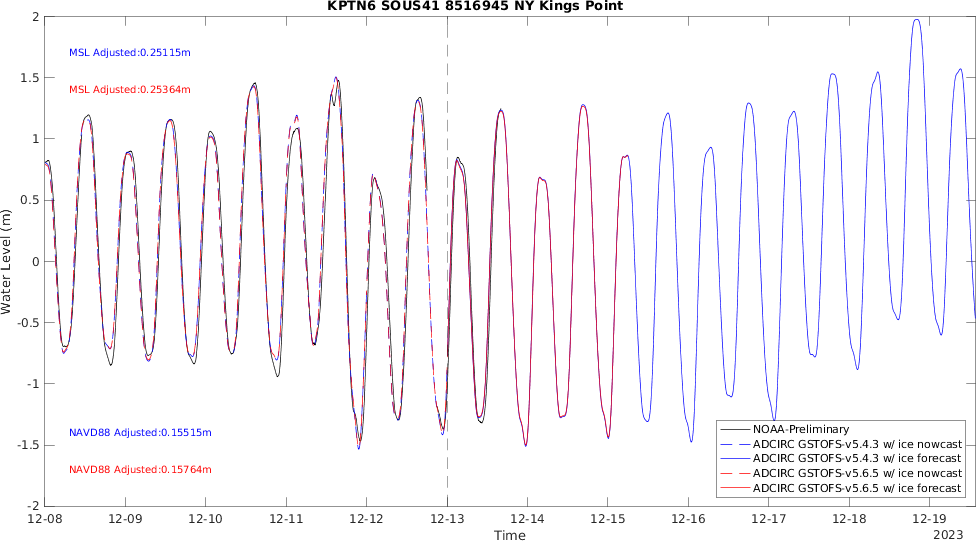 KPTN6 SOUS41 8516945 NY Kings Point
2
1.5
1
0.5
0
-0.5
-1
-1.5
-2
Water Level (m)
MSL Adjusted:0.25115m
MSL Adjusted:0.25364m
NAVD88 Adjusted:0.15515m
NAVD88 Adjusted:0.15764m
NOAA-Preliminary
ADCIRC GSTOFS-v5.4.3 w/ ice nowcast
ADCIRC GSTOFS-v5.4.3 w/ ice forecast
ADCIRC GSTOFS-v5.6.5 w/ ice nowcast
ADCIRC GSTOFS-v5.6.5 w/ ice forecast
12-08 12-09 12-10 12-11 12-12 12-13 12-14 12-15 12-16 12-17 12-18 12-19
Time
2023